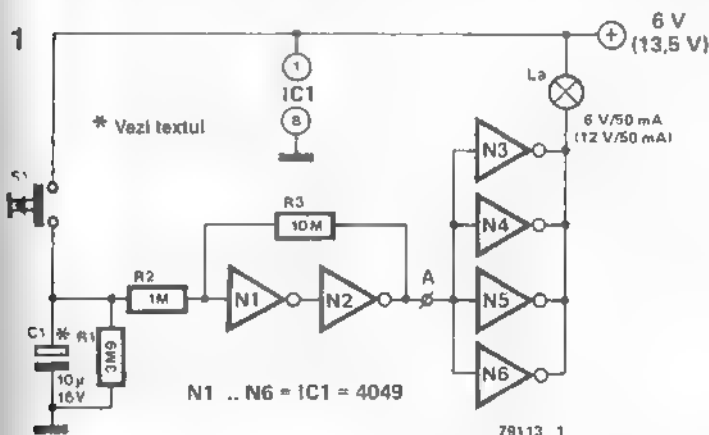 1
6 V
(13,5 V)
+
1
IC1
8
La
6 V/50 mA
(12 V/50 mA)
* Vezi textul
S1
N3
R3
10M
N4
A
R2
1M
N1
N2
N5
C1
*
R1
3M9
10µ
16V
N6
N1 .. N6 = IC1 = 4049
79113 1